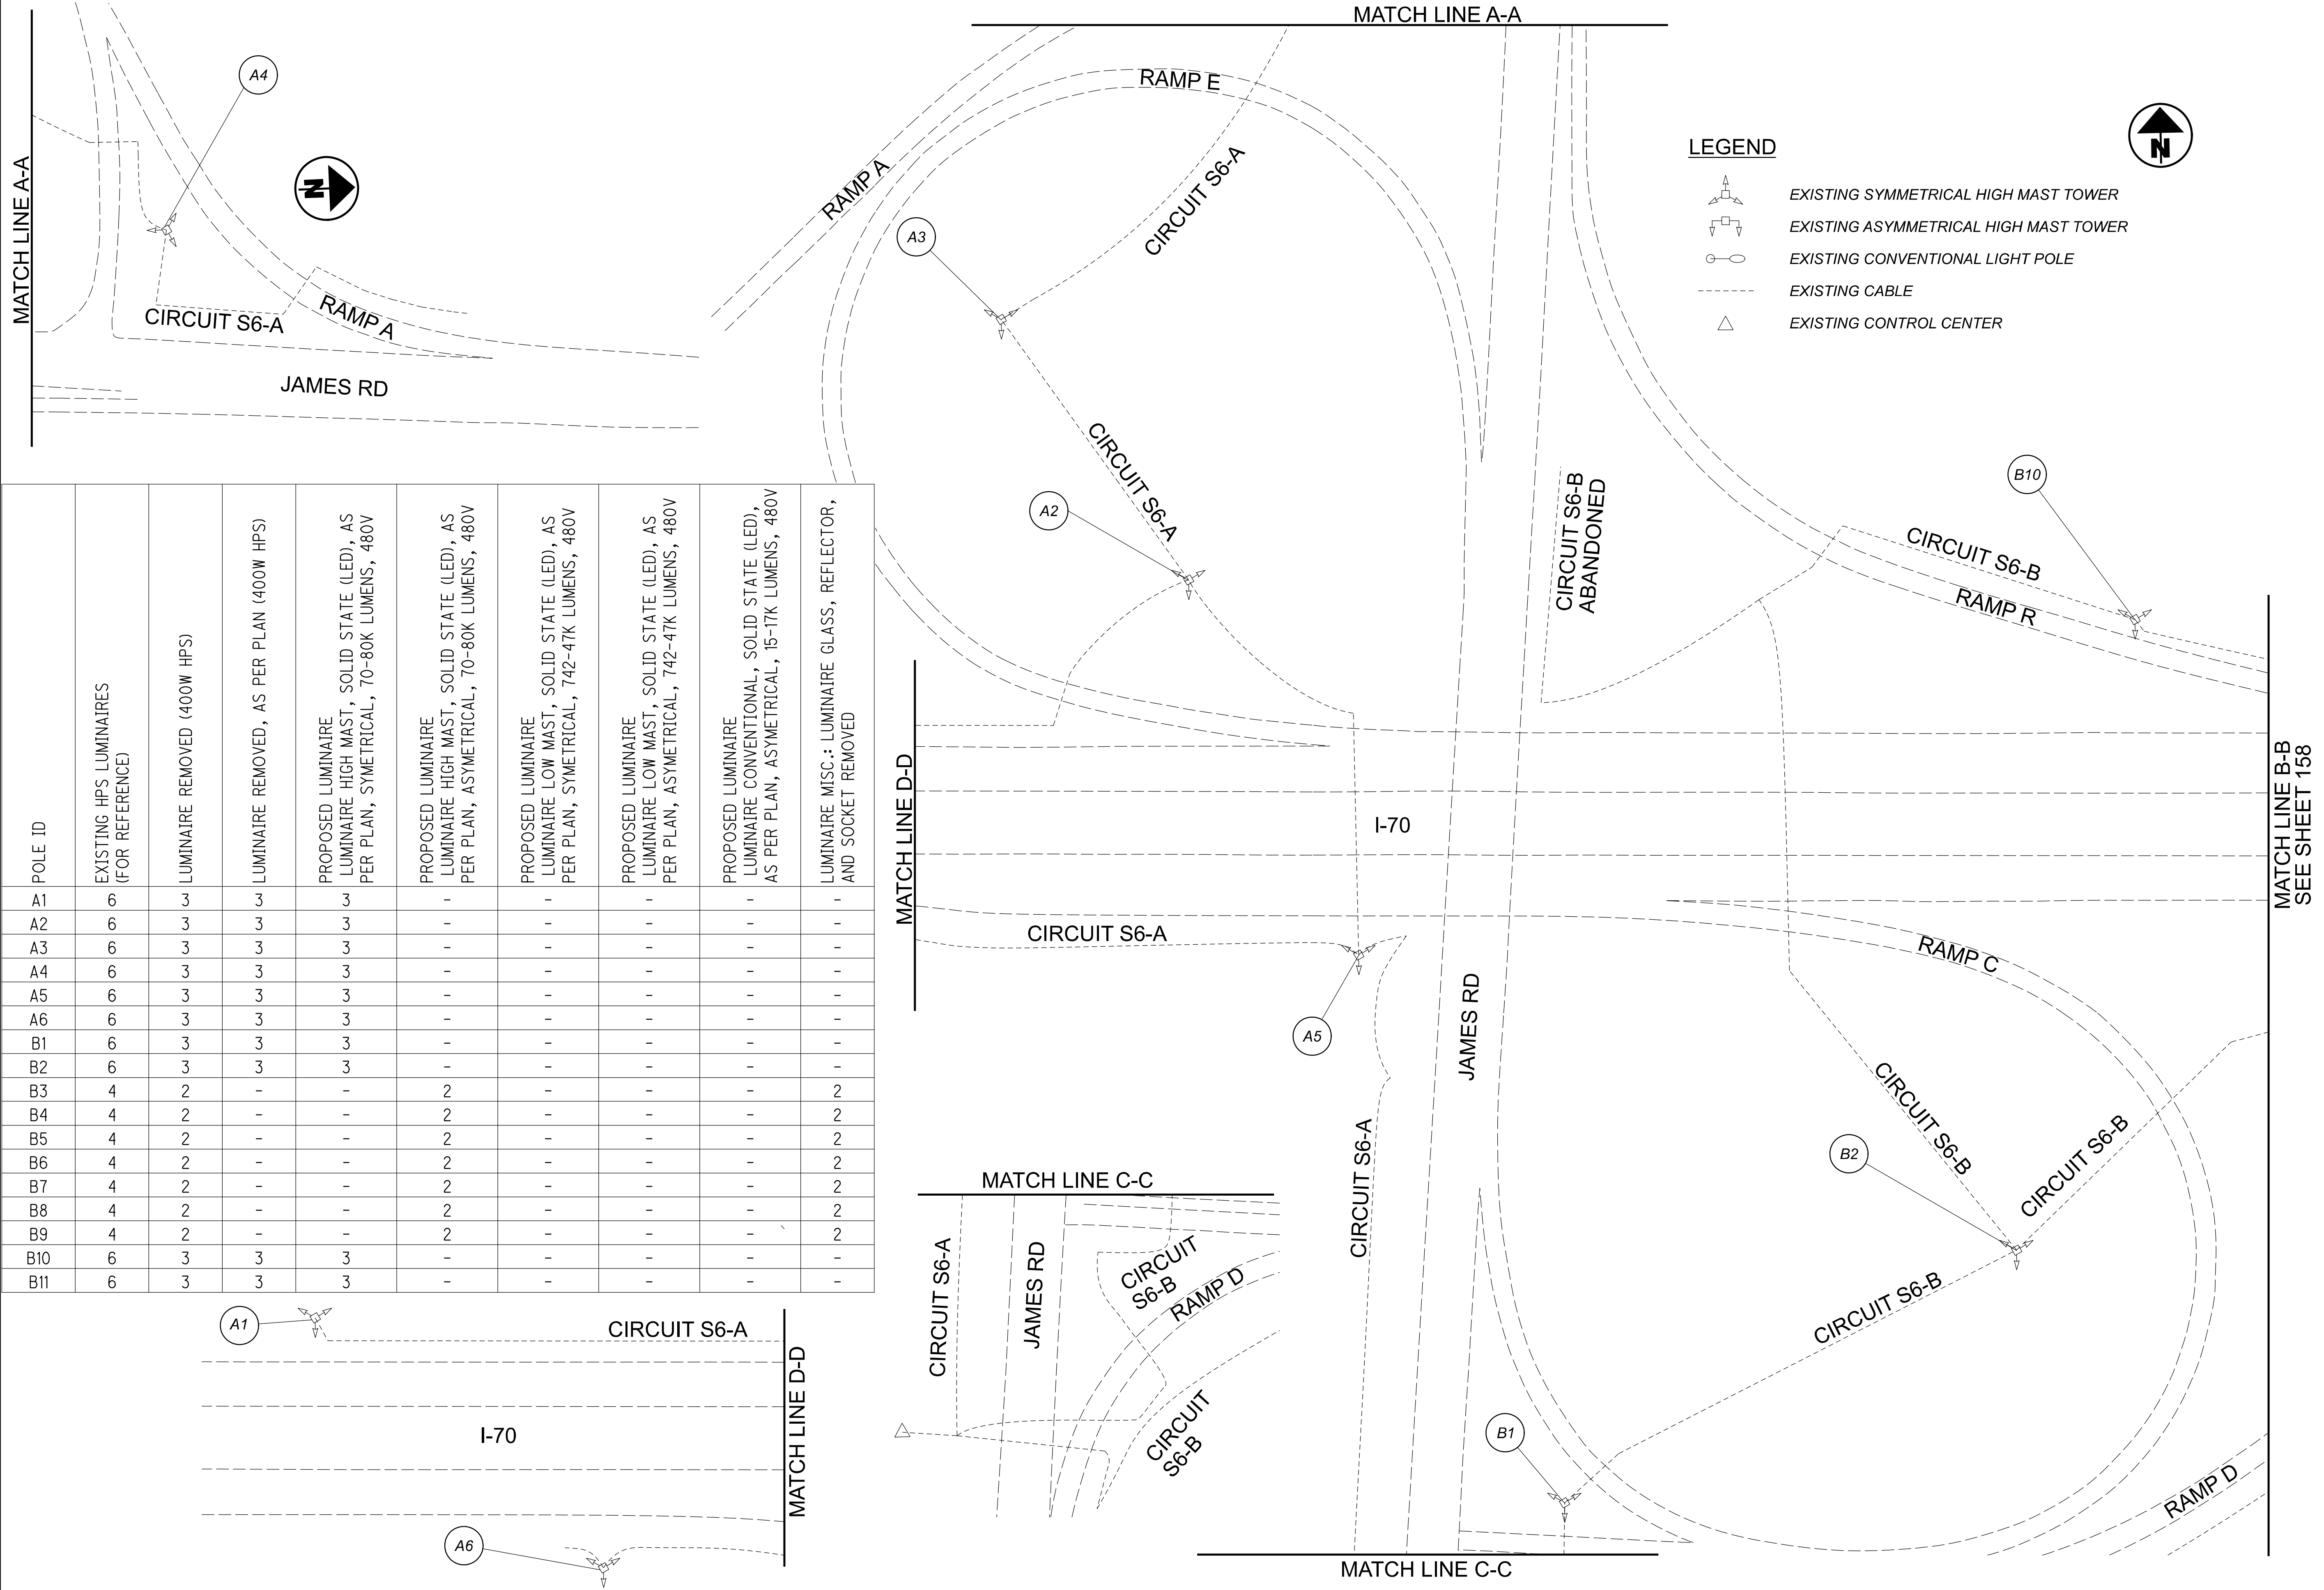 MATCH LINE A-A
A4
N
MATCH LINE A-A
CIRCUIT S6-A
RAMP A
JAMES RD
RAMP E
RAMP A
CIRCUIT S6-A
A3
CIRCUIT S6-A
A2
LEGEND
N
EXISTING SYMMETRICAL HIGH MAST TOWER
EXISTING ASYMMETRICAL HIGH MAST TOWER
EXISTING CONVENTIONAL LIGHT POLE
EXISTING CABLE
EXISTING CONTROL CENTER
CIRCUIT S6-B
ABANDONED
B10
CIRCUIT S6-B
RAMP R
POLE ID
EXISTING HPS LUMINAIRES
(FOR REFERENCE)
LUMINAIRE REMOVED (400W HPS)
LUMINAIRE REMOVED, AS PER PLAN (400W HPS)
PROPOSED LUMINAIRE
LUMINAIRE HIGH MAST, SOLID STATE (LED), AS
PER PLAN, SYMETRICAL, 70-80K LUMENS, 480V
PROPOSED LUMINAIRE
LUMINAIRE HIGH MAST, SOLID STATE (LED), AS
PER PLAN, ASYMETRICAL, 70-80K LUMENS, 480V
PROPOSED LUMINAIRE
LUMINAIRE LOW MAST, SOLID STATE (LED), AS
PER PLAN, SYMETRICAL, 742-47K LUMENS, 480V
PROPOSED LUMINAIRE
LUMINAIRE LOW MAST, SOLID STATE (LED), AS
PER PLAN, ASYMETRICAL, 742-47K LUMENS, 480V
PROPOSED LUMINAIRE
LUMINAIRE CONVENTIONAL, SOLID STATE (LED),
AS PER PLAN, ASYMETRICAL, 15-17K LUMENS, 480V
LUMINAIRE MISC.: LUMINAIRE GLASS, REFLECTOR,
AND SOCKET REMOVED
A1 6 3 3 3 - - - - -
A2 6 3 3 3 - - - - -
A3 6 3 3 3 - - - - -
A4 6 3 3 3 - - - - -
A5 6 3 3 3 - - - - -
A6 6 3 3 3 - - - - -
B1 6 3 3 3 - - - - -
B2 6 3 3 3 - - - - -
B3 4 2 - - 2 - - - 2
B4 4 2 - - 2 - - - 2
B5 4 2 - - 2 - - - 2
B6 4 2 - - 2 - - - 2
B7 4 2 - - 2 - - - 2
B8 4 2 - - 2 - - - 2
B9 4 2 - - 2 - - - 2
B10 6 3 3 3 - - - - -
B11 6 3 3 3 - - - - -
MATCH LINE D-D
I-70
CIRCUIT S6-A
A5
JAMES RD
CIRCUIT S6-A
RAMP C
CIRCUIT S6-B
CIRCUIT S6-B
B2
CIRCUIT S6-B
B1
RAMP D
MATCH LINE B-B
SEE SHEET 158
MATCH LINE C-C
MATCH LINE C-C
CIRCUIT S6-A
JAMES RD
CIRCUIT
S6-B
RAMP D
CIRCUIT
S6-B
A1
CIRCUIT S6-A
I-70
MATCH LINE D-D
A6